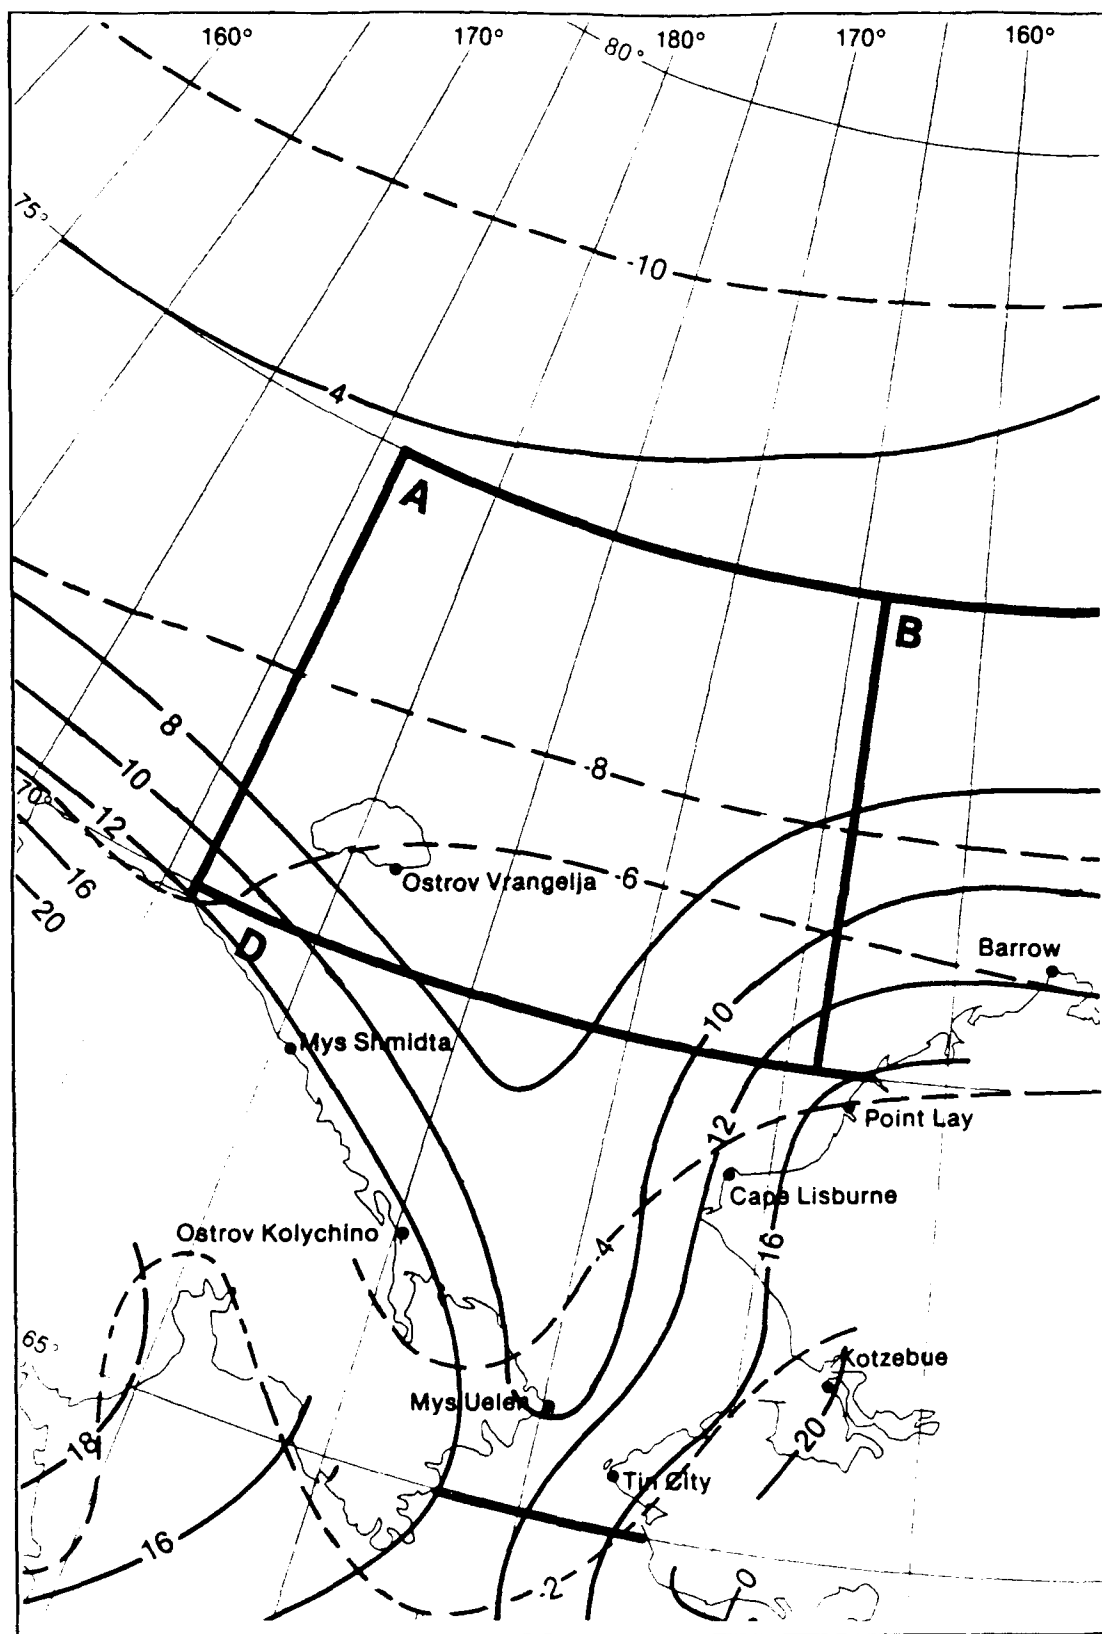 160°
170°
180°
170°
160°
80°
75°
-10
4
A
B
8
-8
10
70°
12
16
20
Ostrov Vrangelja
-6
D
Barrow
Mys Shmidta
10
Point Lay
12
Cape Lisburne
Ostrov Kolychino
-4
16
65°
Kotzebue
Mys Uelen
18
20
Tin City
16
-2
0